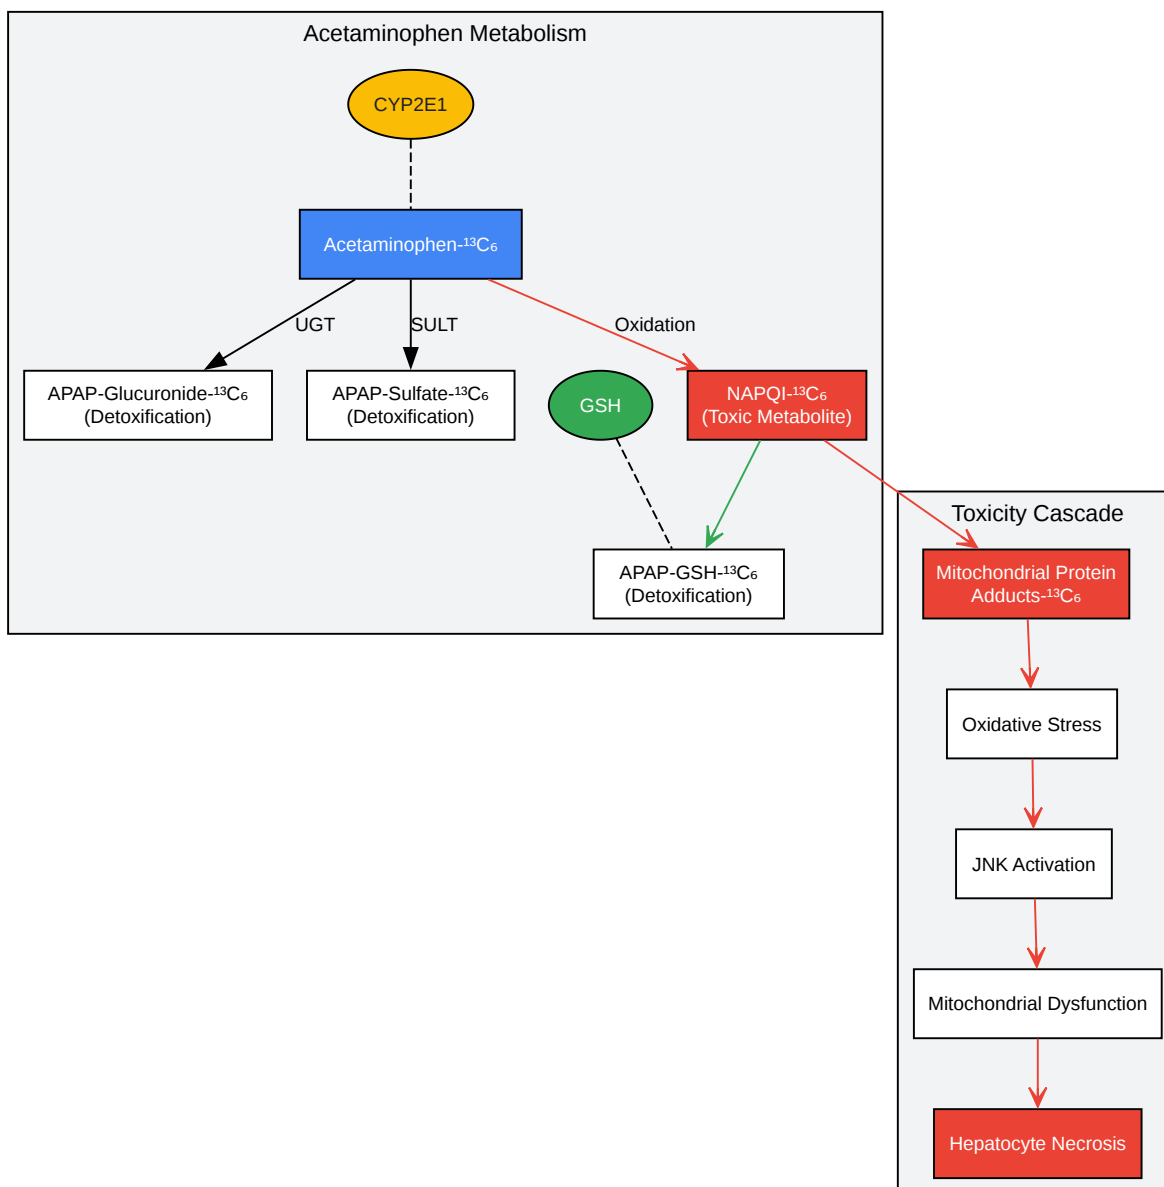 Acetaminophen Metabolism
CYP2E1
Acetaminophen-¹³C₆
UGT
SULT
Oxidation
APAP-Glucuronide-¹³C₆
(Detoxification)
APAP-Sulfate-¹³C₆
(Detoxification)
GSH
NAPQI-¹³C₆
(Toxic Metabolite)
APAP-GSH-¹³C₆
(Detoxification)
Toxicity Cascade
Mitochondrial Protein
Adducts-¹³C₆
Oxidative Stress
JNK Activation
Mitochondrial Dysfunction
Hepatocyte Necrosis